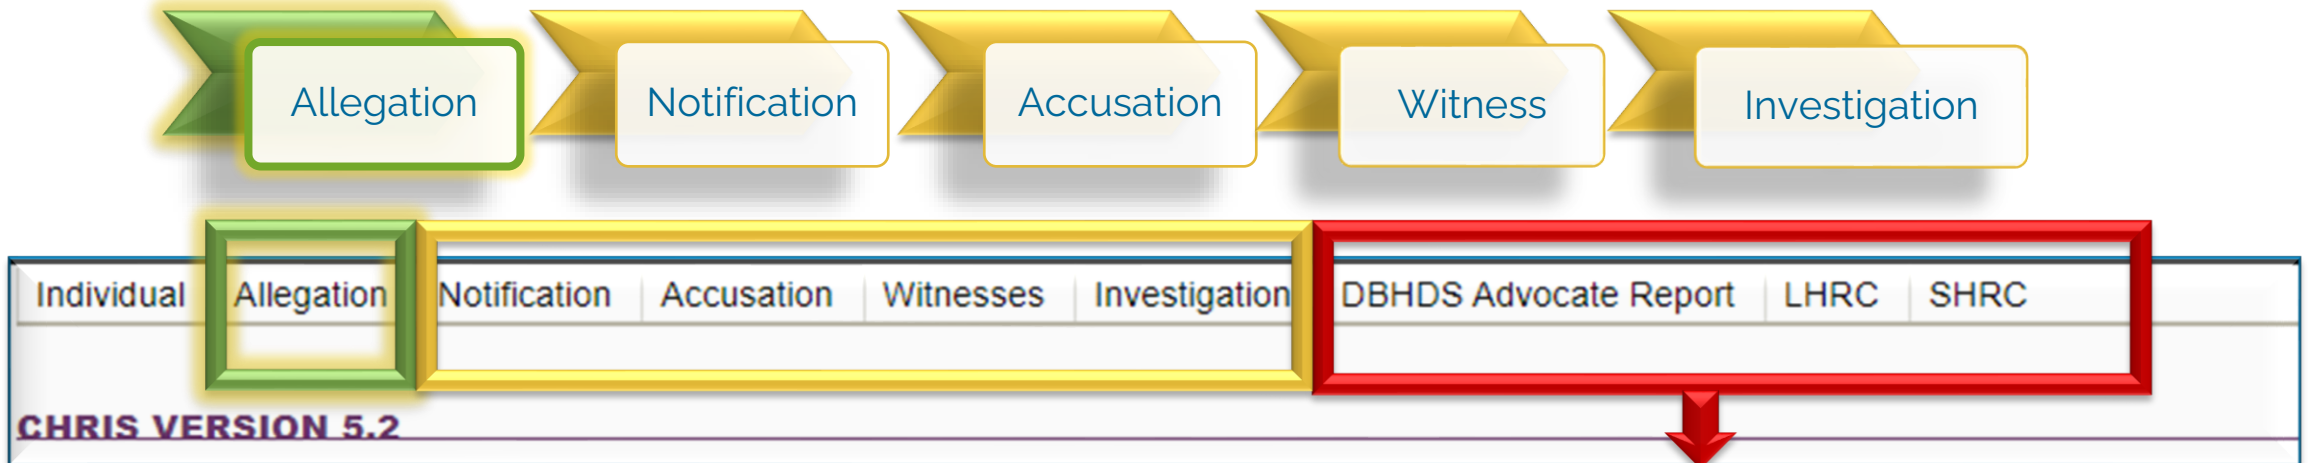 Allegation Notification Accusation Witness Investigation
Individual Allegation Notification Accusation Witnesses Investigation DBHDS Advocate Report LHRC SHRC
CHRIS VERSION 5.2